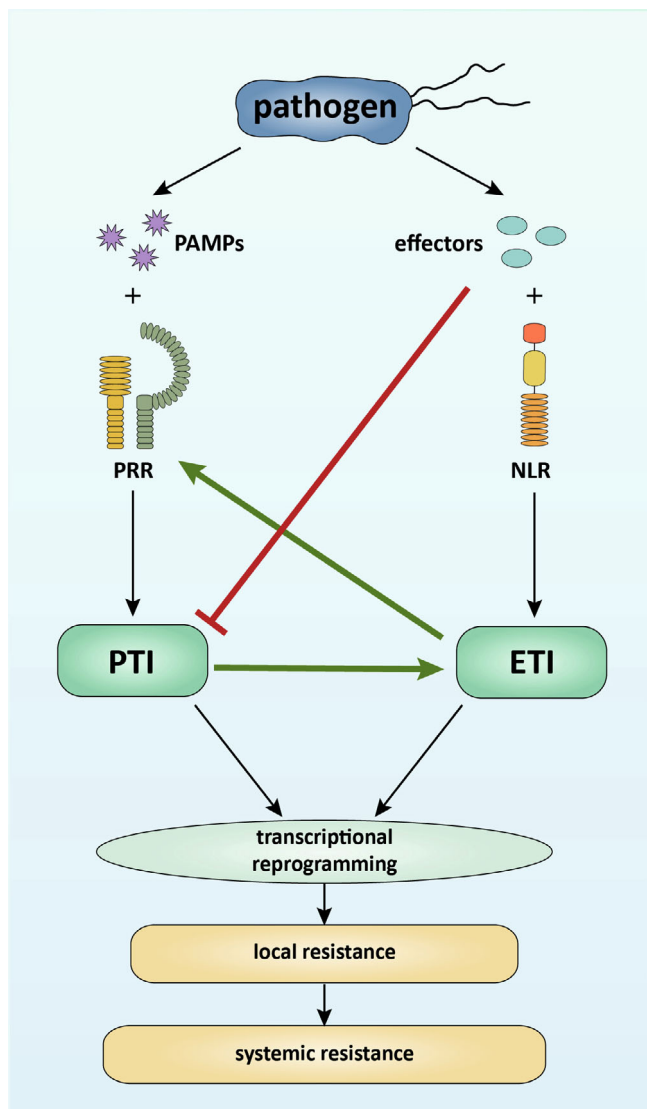 pathogen
PAMPs
effectors
+
+
PRR
NLR
PTI
ETI
transcriptional
reprogramming
local resistance
systemic resistance